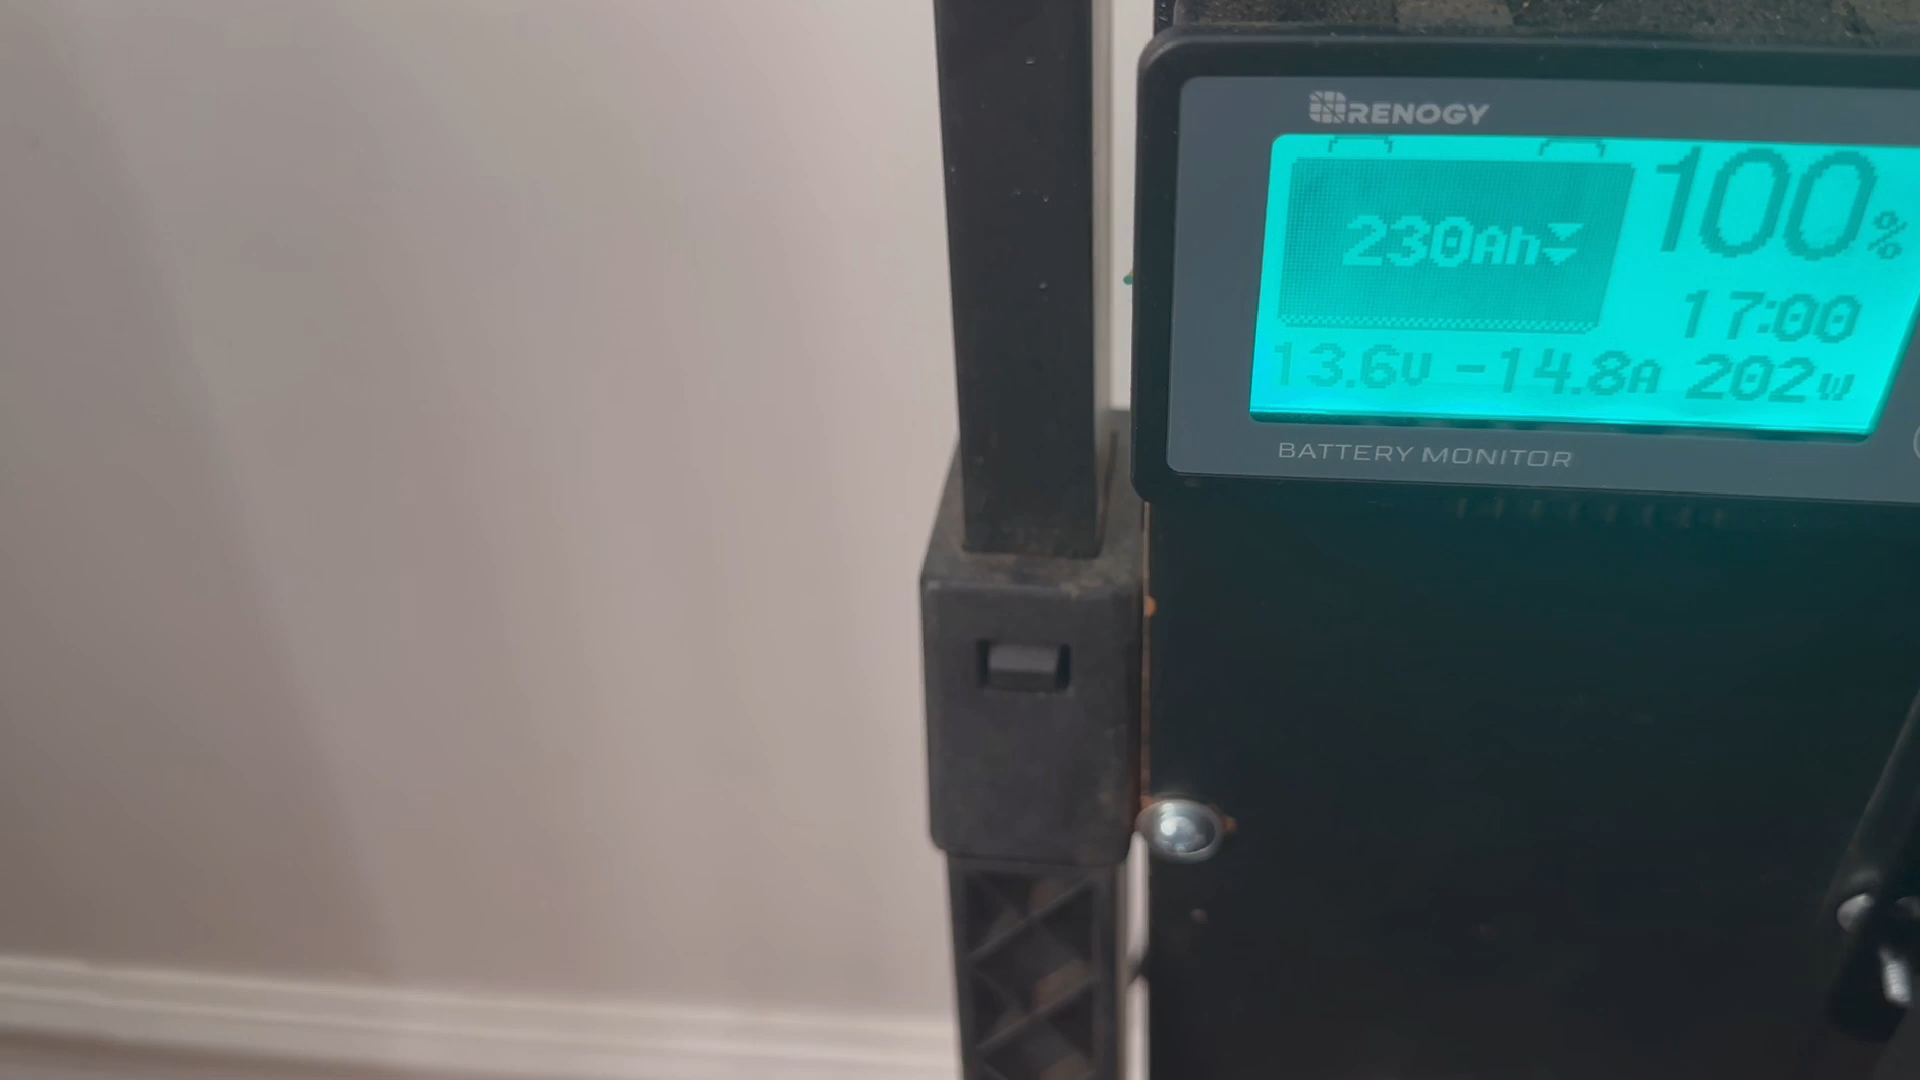 RENOGY
230Ah
100%
17:00
13.6V -14.8A 202w
BATTERY MONITOR